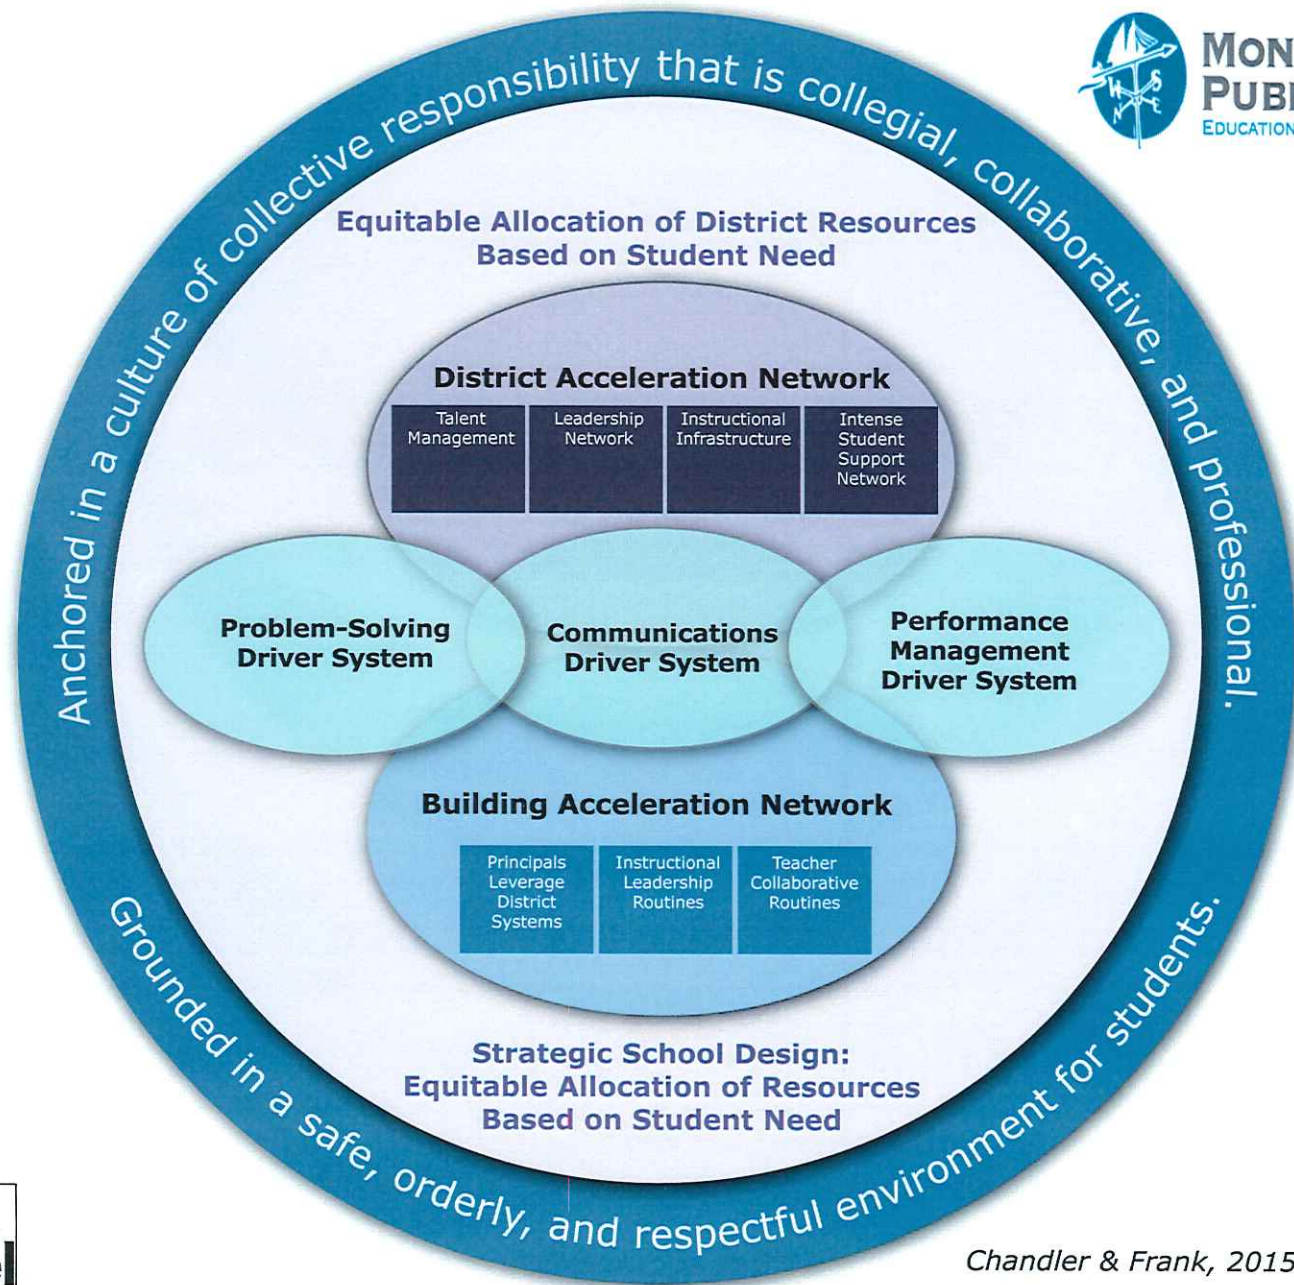 MON
PUB
EDUCATION
Anchored in a culture of collective responsibility that is collegial, collaborative, and professional.
Equitable Allocation of District Resources
Based on Student Need
District Acceleration Network
Talent
Management
Leadership
Network
Instructional
Infrastructure
Intense
Student
Support
Network
Problem-Solving
Driver System
Communications
Driver System
Performance
Management
Driver System
Building Acceleration Network
Principals
Leverage
District
Systems
Instructional
Leadership
Routines
Teacher
Collaborative
Routines
Strategic School Design:
Equitable Allocation of Resources
Based on Student Need
Grounded in a safe, orderly, and respectful environment for students.
Chandler & Frank, 2015